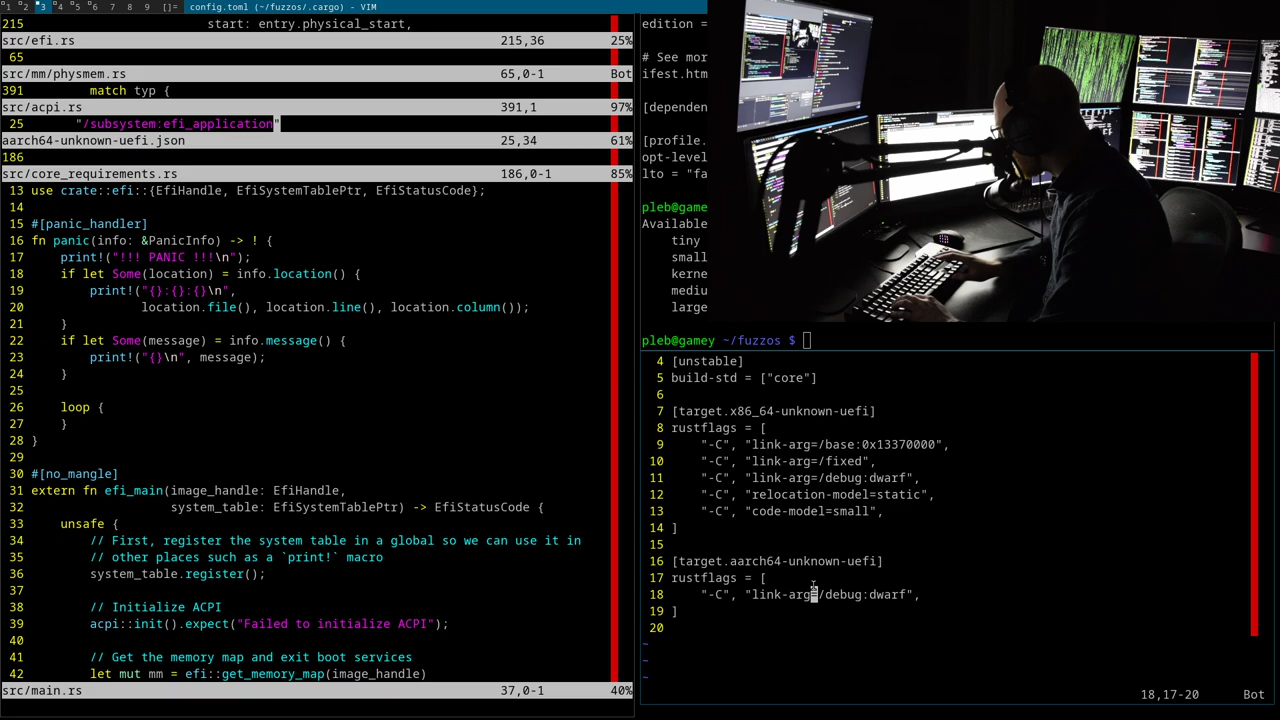 1 2 3 4 5 6 7 8 9 []= config.toml (~/fuzzos/.cargo) - VIM
215                 start: entry.physical_start,
src/efi.rs 215,36 25%
65
src/mm/physmem.rs 65,0-1 Bot
391         match typ {
src/acpi.rs 391,1 97%
25       "/subsystem:efi_application"
aarch64-unknown-uefi.json 25,34 61%
186
src/core_requirements.rs 186,0-1 85%
13 use crate::efi::{EfiHandle, EfiSystemTablePtr, EfiStatusCode};
14
15 #[panic_handler]
16 fn panic(info: &PanicInfo) -> ! {
17     print!("!!! PANIC !!!\n");
18     if let Some(location) = info.location() {
19         print!("{}:{}:{}\n",
20                location.file(), location.line(), location.column());
21     }
22     if let Some(message) = info.message() {
23         print!("{}\n", message);
24     }
25
26     loop {
27     }
28 }
29
30 #[no_mangle]
31 extern fn efi_main(image_handle: EfiHandle,
32                    system_table: EfiSystemTablePtr) -> EfiStatusCode {
33     unsafe {
34         // First, register the system table in a global so we can use it in
35         // other places such as a `print!` macro
36         system_table.register();
37
38         // Initialize ACPI
39         acpi::init().expect("Failed to initialize ACPI");
40
41         // Get the memory map and exit boot services
42         let mut mm = efi::get_memory_map(image_handle)
src/main.rs 37,0-1 40%
edition =
# See mor
ifest.htm
[depende
[profile.
opt-level
lto = "fa
pleb@game
Available
tiny
small
kerne
mediu
large
pleb@gamey ~/fuzzos $
4 [unstable]
5 build-std = ["core"]
6
7 [target.x86_64-unknown-uefi]
8 rustflags = [
9     "-C", "link-arg=/base:0x13370000",
10     "-C", "link-arg=/fixed",
11     "-C", "link-arg=/debug:dwarf",
12     "-C", "relocation-model=static",
13     "-C", "code-model=small",
14 ]
15
16 [target.aarch64-unknown-uefi]
17 rustflags = [
18     "-C", "link-arg=/debug:dwarf",
19 ]
20
~
~
~
18,17-20 Bot